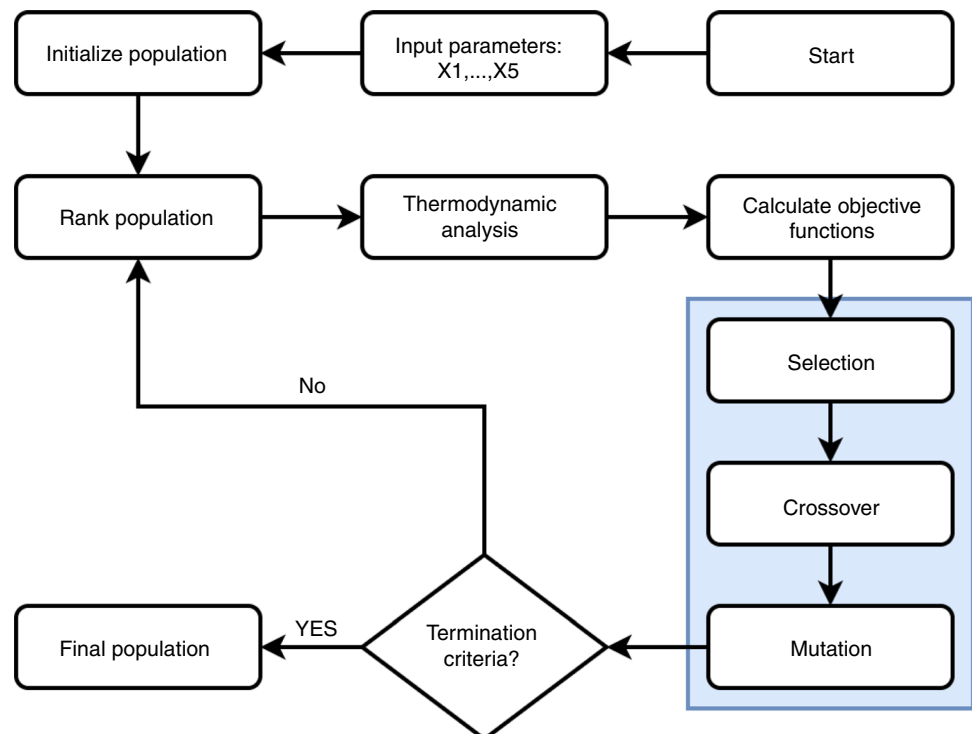 Initialize population
Input parameters:
X1,...,X5
Start
Rank population
Thermodynamic
analysis
Calculate objective
functions
Selection
No
Crossover
Final population
YES
Termination
criteria?
Mutation